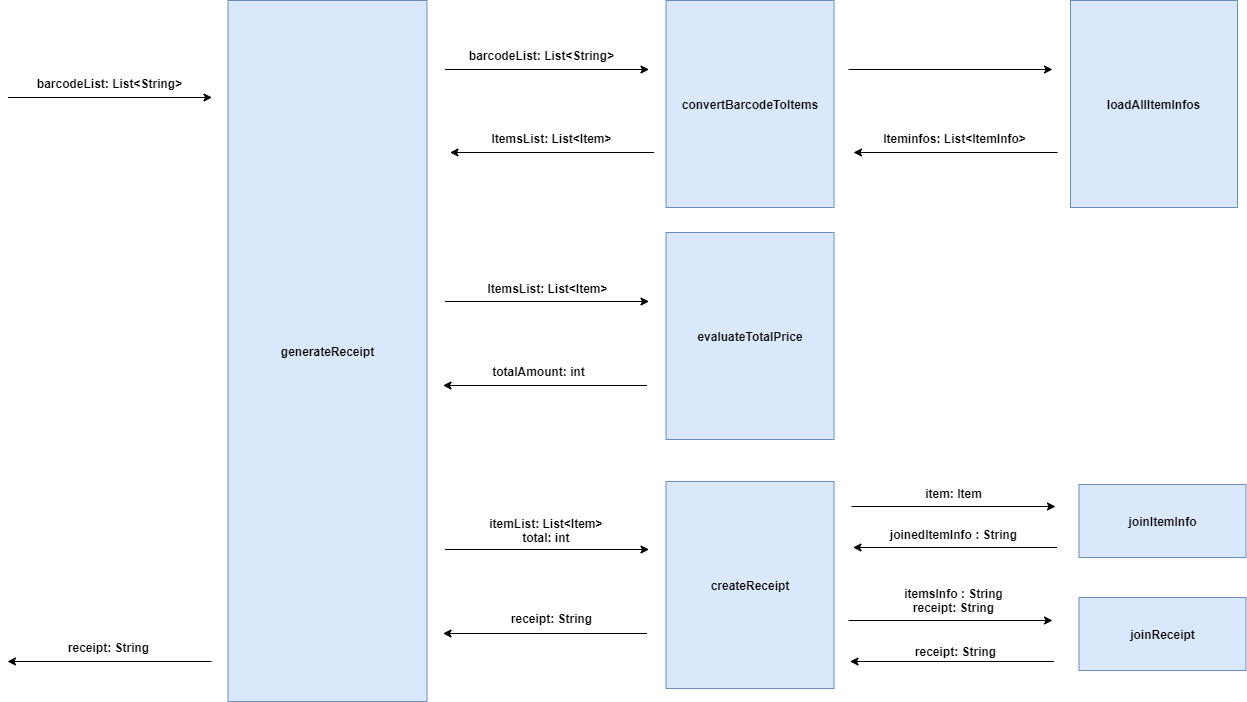 barcodeList: List<String>
generateReceipt
receipt: String
barcodeList: List<String>
ItemsList: List<Item>
convertBarcodeToItems
Iteminfos: List<ItemInfo>
loadAllItemInfos
ItemsList: List<Item>
totalAmount: int
evaluateTotalPrice
itemList: List<Item>
total: int
receipt: String
createReceipt
item: Item
joinedItemInfo : String
joinItemInfo
itemsInfo : String
receipt: String
receipt: String
joinReceipt